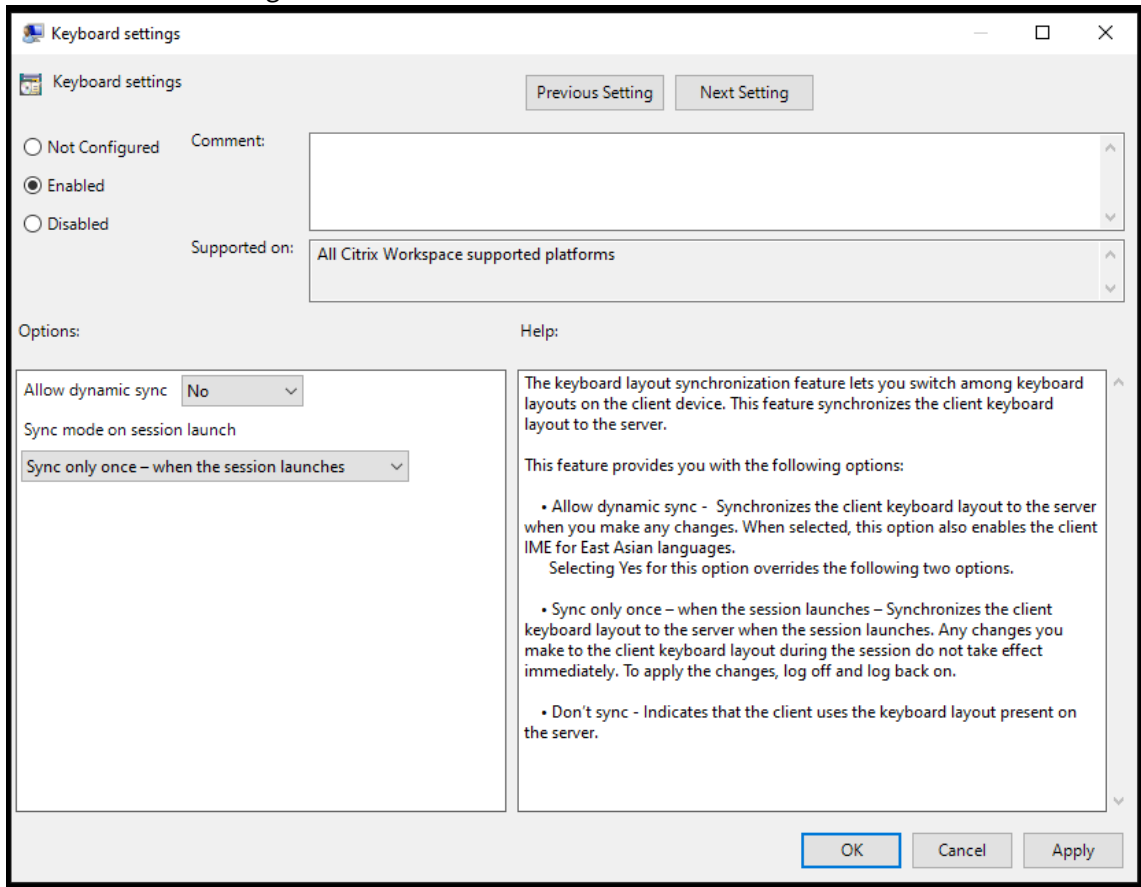 Keyboard settings
Keyboard settings
Previous Setting
Next Setting
Not Configured
Enabled
Disabled
Comment:
Supported on:
All Citrix Workspace supported platforms
Options:
Help:
Allow dynamic sync No
Sync mode on session launch
Sync only once – when the session launches
The keyboard layout synchronization feature lets you switch among keyboard
layouts on the client device. This feature synchronizes the client keyboard
layout to the server.
This feature provides you with the following options:
• Allow dynamic sync - Synchronizes the client keyboard layout to the server
when you make any changes. When selected, this option also enables the client
IME for East Asian languages.
Selecting Yes for this option overrides the following two options.
• Sync only once – when the session launches – Synchronizes the client
keyboard layout to the server when the session launches. Any changes you
make to the client keyboard layout during the session do not take effect
immediately. To apply the changes, log off and log back on.
• Don't sync - Indicates that the client uses the keyboard layout present on
the server.
OK
Cancel
Apply